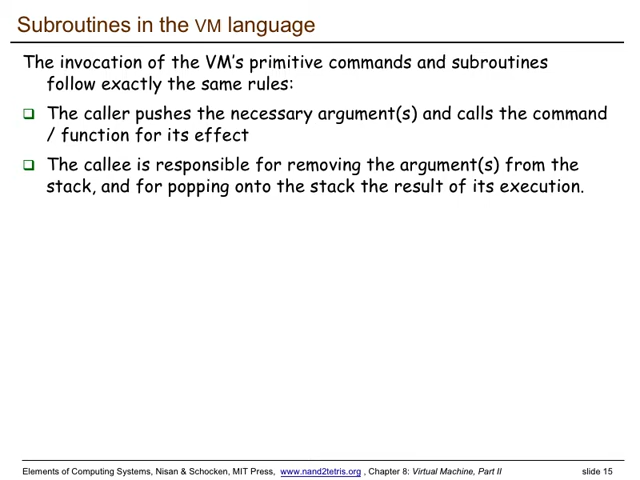 Subroutines in the VM language
The invocation of the VM's primitive commands and subroutines
follow exactly the same rules:
The caller pushes the necessary argument(s) and calls the command
/ function for its effect
The callee is responsible for removing the argument(s) from the
stack, and for popping onto the stack the result of its execution.
Elements of Computing Systems, Nisan & Schocken, MIT Press, www.nand2tetris.org , Chapter 8: Virtual Machine, Part II slide 15